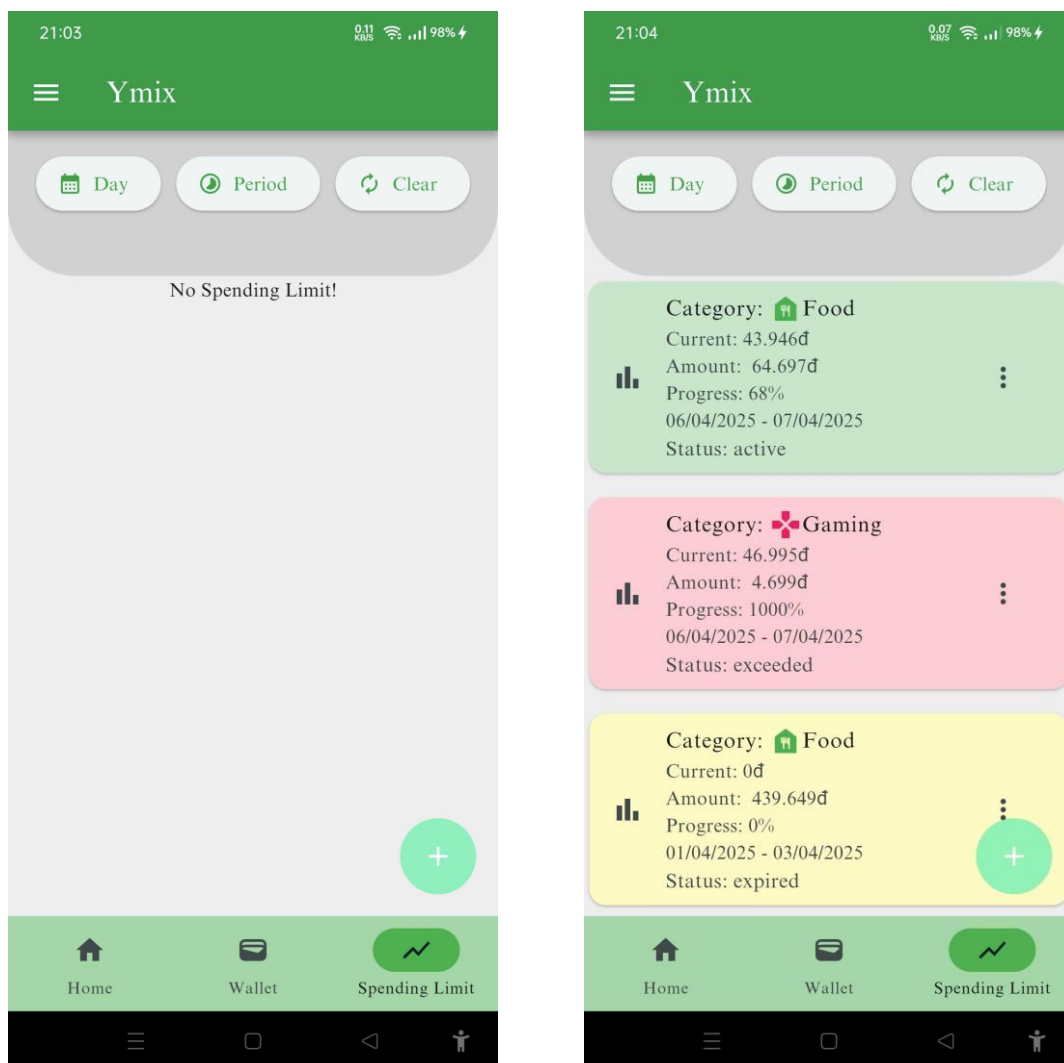 21:03
0.11 KB/S 98%
Ymix
Day
Period
Clear
No Spending Limit!
Home
Wallet
Spending Limit
21:04
0.07 KB/S 98%
Ymix
Day
Period
Clear
Category: Food
Current: 43.946đ
Amount: 64.697đ
Progress: 68%
06/04/2025 - 07/04/2025
Status: active
Category: Gaming
Current: 46.995đ
Amount: 4.699đ
Progress: 1000%
06/04/2025 - 07/04/2025
Status: exceeded
Category: Food
Current: 0đ
Amount: 439.649đ
Progress: 0%
01/04/2025 - 03/04/2025
Status: expired
Home
Wallet
Spending Limit